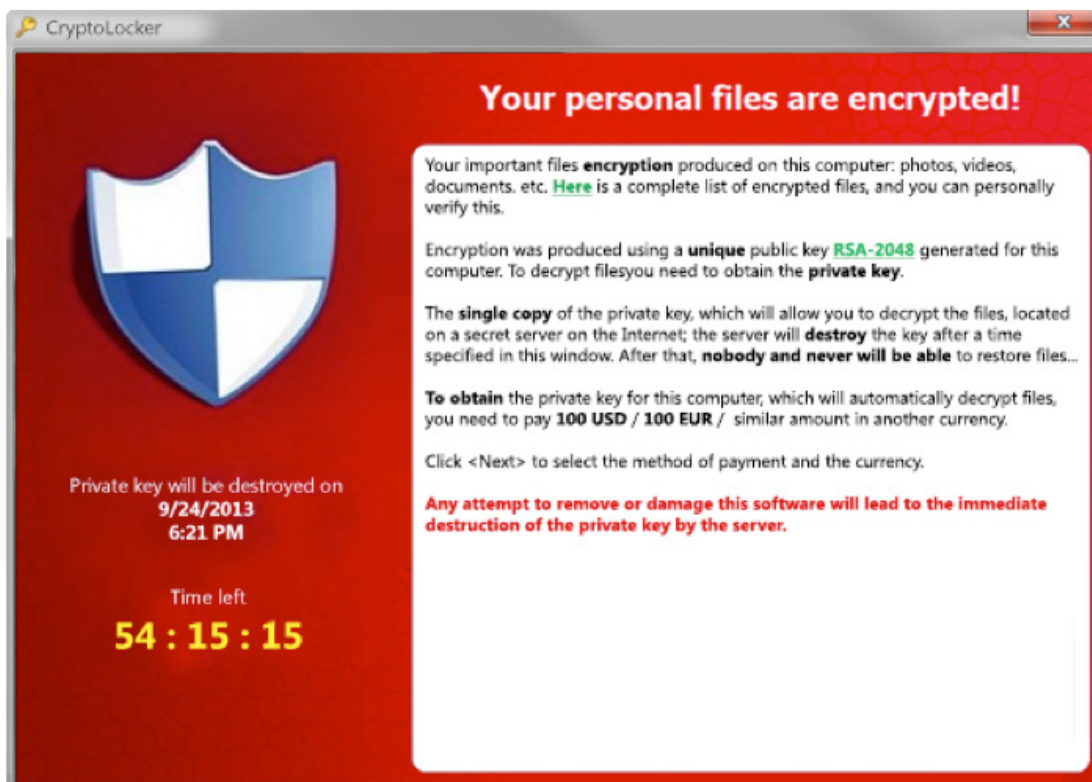 CryptoLocker
Your personal files are encrypted!
Your important files encryption produced on this computer: photos, videos,
documents. etc. Here is a complete list of encrypted files, and you can personally
verify this.
Encryption was produced using a unique public key RSA-2048 generated for this
computer. To decrypt filesyou need to obtain the private key.
The single copy of the private key, which will allow you to decrypt the files, located
on a secret server on the Internet; the server will destroy the key after a time
specified in this window. After that, nobody and never will be able to restore files...
To obtain the private key for this computer, which will automatically decrypt files,
you need to pay 100 USD / 100 EUR / similar amount in another currency.
Click <Next> to select the method of payment and the currency.
Any attempt to remove or damage this software will lead to the immediate
destruction of the private key by the server.
Private key will be destroyed on
9/24/2013
6:21 PM
Time left
54 : 15 : 15